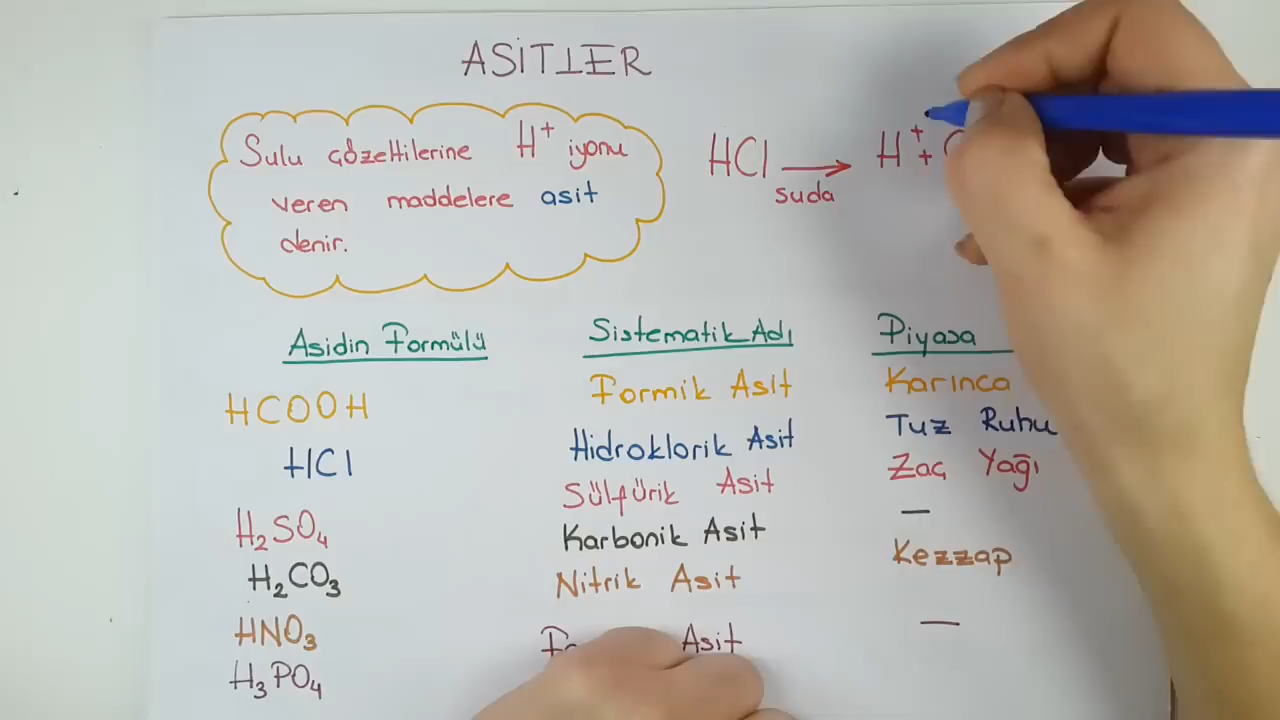 ASİTLER
Sulu çözeltilerine H⁺ iyonu
veren maddelere asit
denir.
HCl → H⁺ +
suda
Asidin Formülü Sistematik Adı Piyasa
HCOOH Formik Asit Karınca
HCl Hidroklorik Asit Tuz Ruhu
H₂SO₄ Sülfürik Asit Zaç Yağı
H₂CO₃ Karbonik Asit —
HNO₃ Nitrik Asit Kezzap
H₃PO₄ Asit —